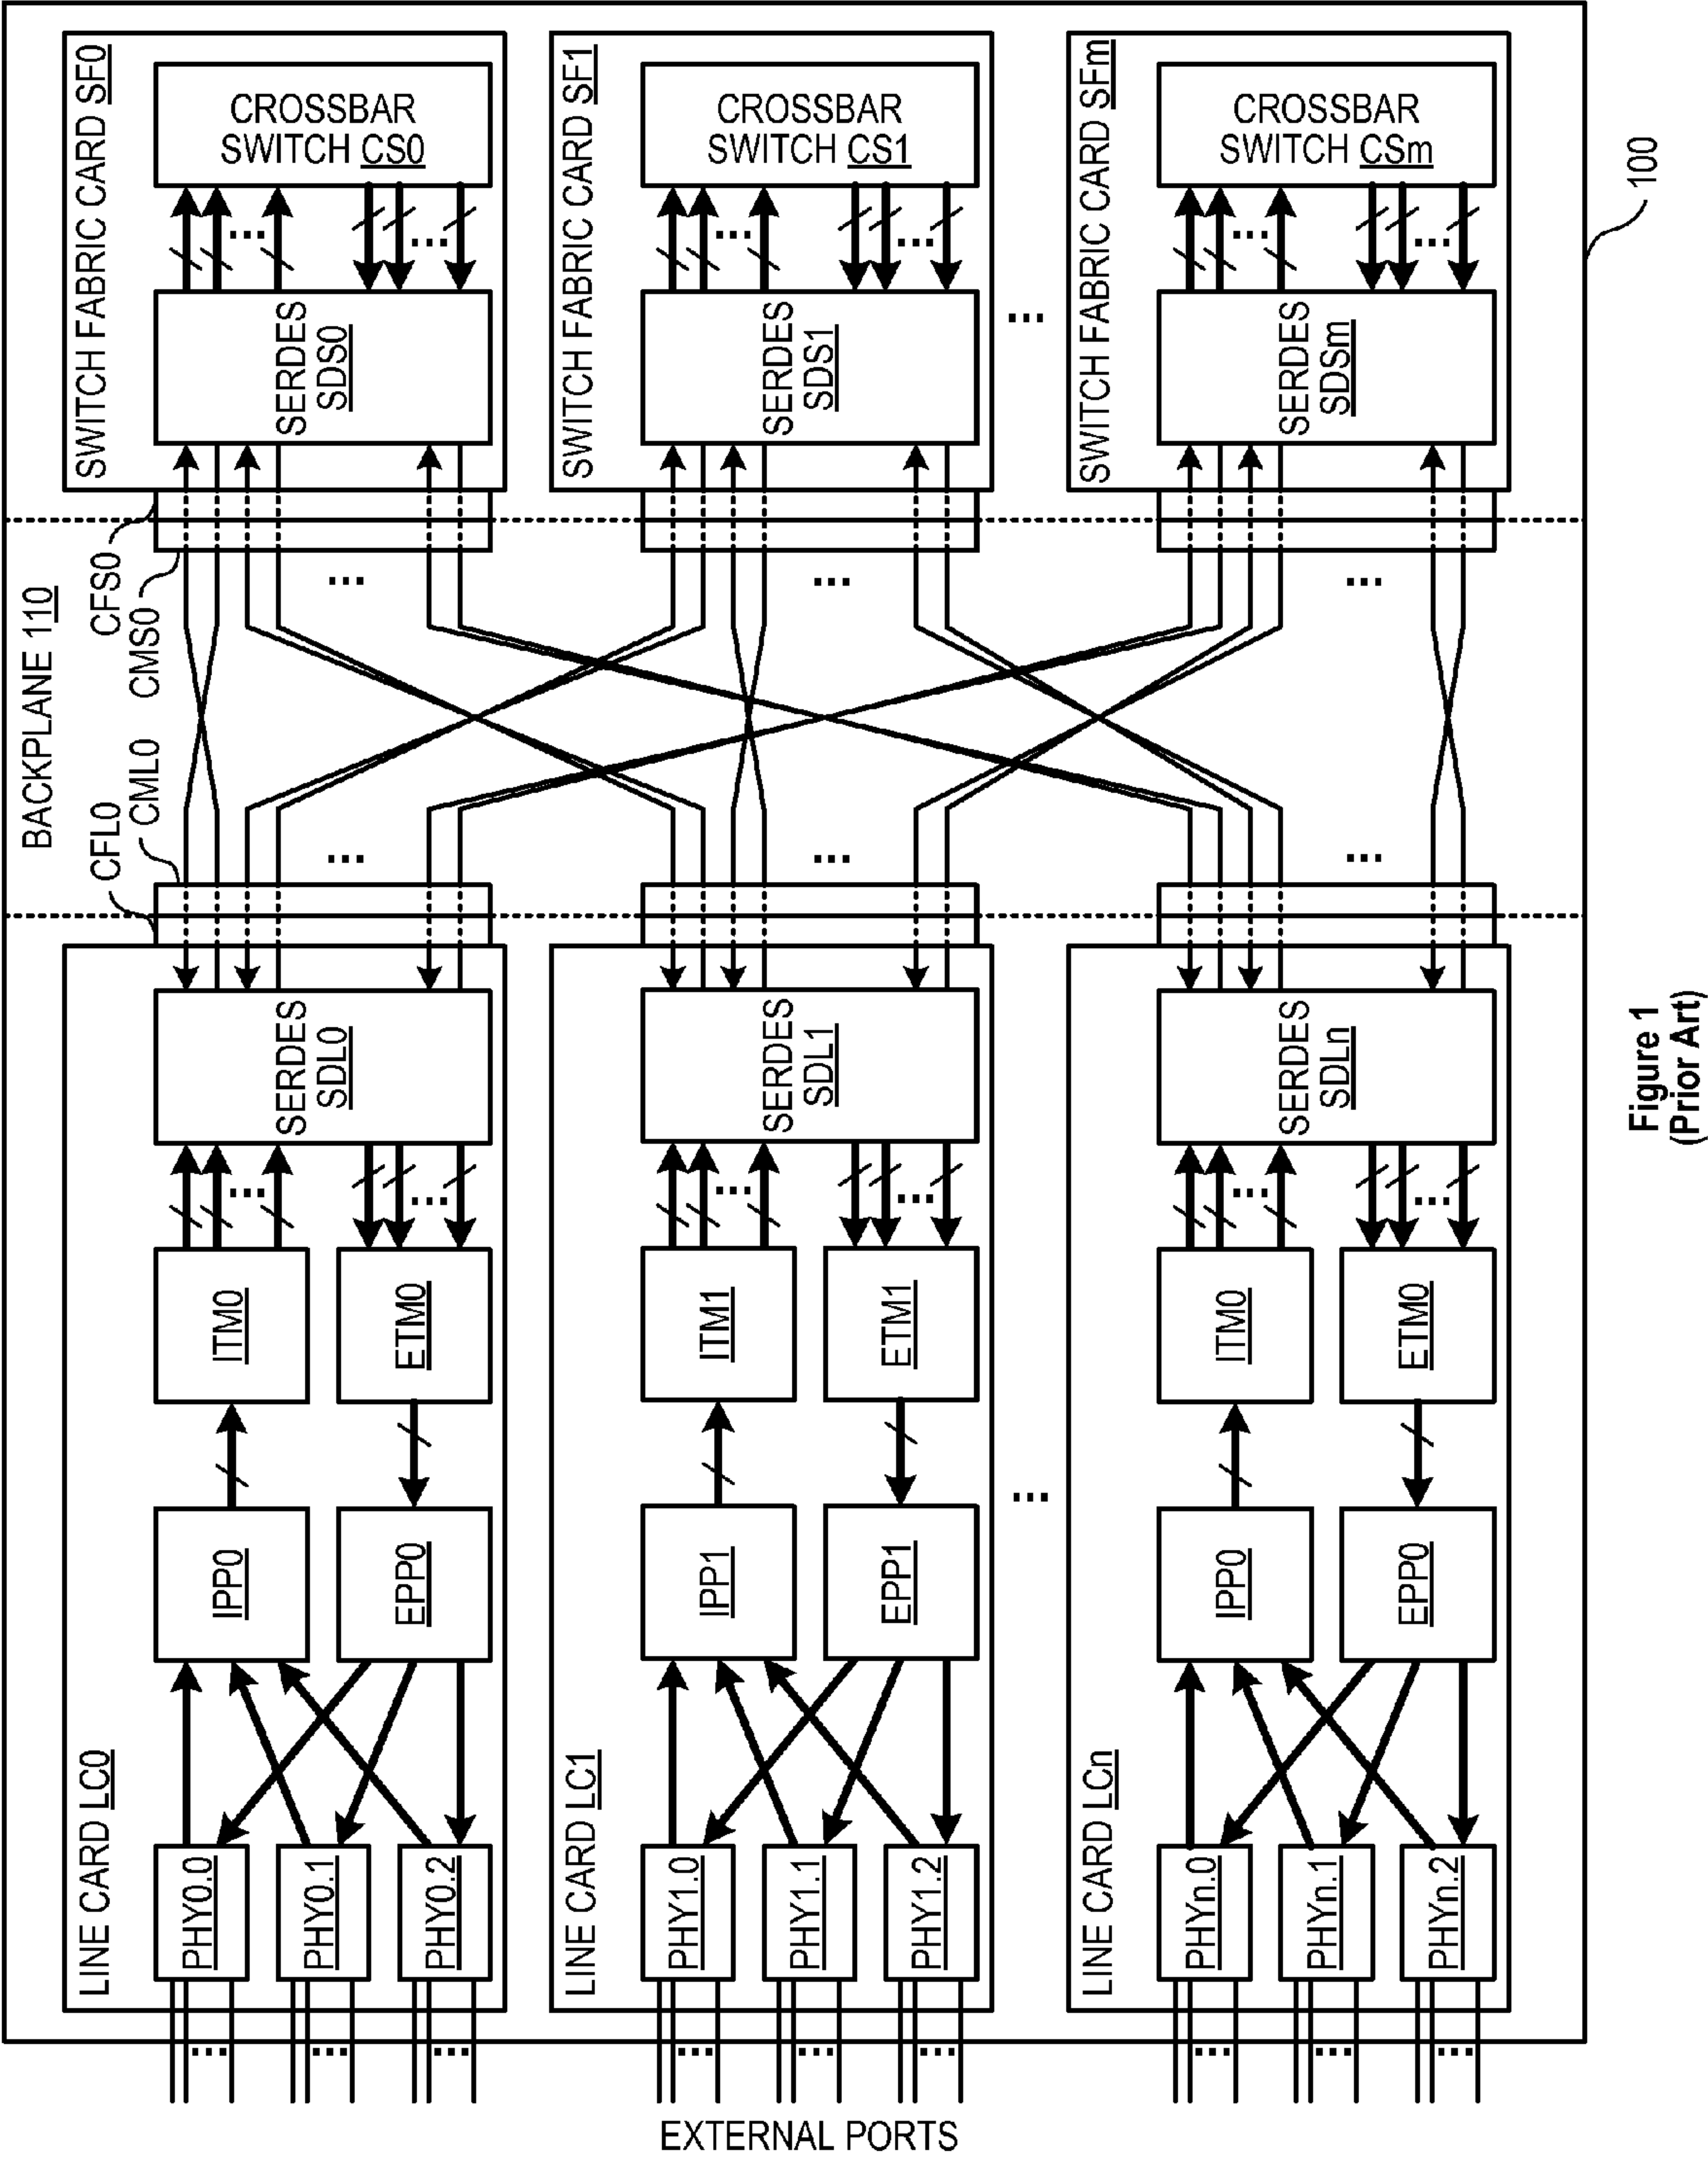 BACKPLANE 110
SWITCH FABRIC CARD SF0
CROSSBAR
SWITCH CS0
SERDES
SDS0
SWITCH FABRIC CARD SF1
CROSSBAR
SWITCH CS1
SERDES
SDS1
...
SWITCH FABRIC CARD SFm
CROSSBAR
SWITCH CSm
SERDES
SDSm
100
CFS0
CMS0
CML0
CFL0
LINE CARD LC0
SERDES
SDL0
ITM0
ETM0
IPP0
EPP0
PHY0.0
PHY0.1
PHY0.2
LINE CARD LC1
SERDES
SDL1
ITM1
ETM1
IPP1
EPP1
PHY1.0
PHY1.1
PHY1.2
...
LINE CARD LCn
SERDES
SDLn
ITM0
ETM0
IPP0
EPP0
PHYn.0
PHYn.1
PHYn.2
EXTERNAL PORTS
Figure 1
(Prior Art)